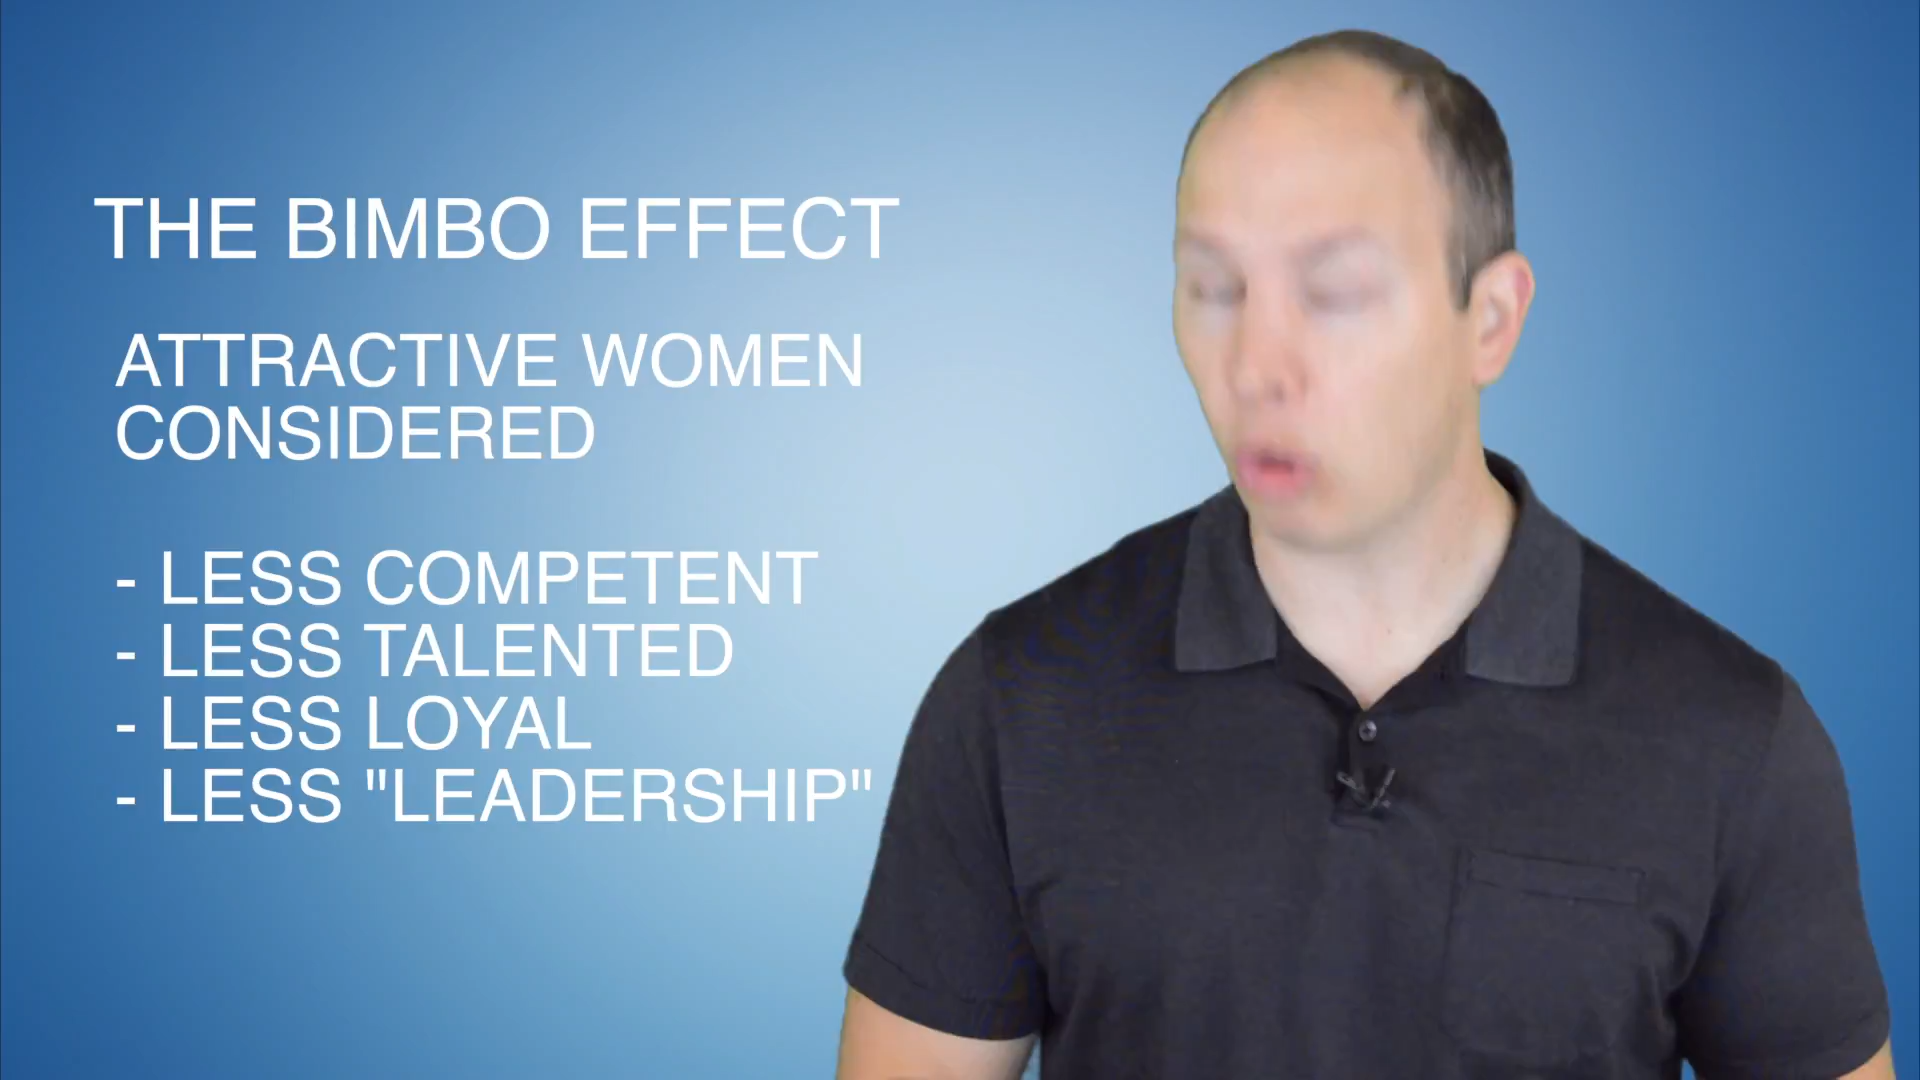 THE BIMBO EFFECT
ATTRACTIVE WOMEN
CONSIDERED
- LESS COMPETENT
- LESS TALENTED
- LESS LOYAL
- LESS "LEADERSHIP"